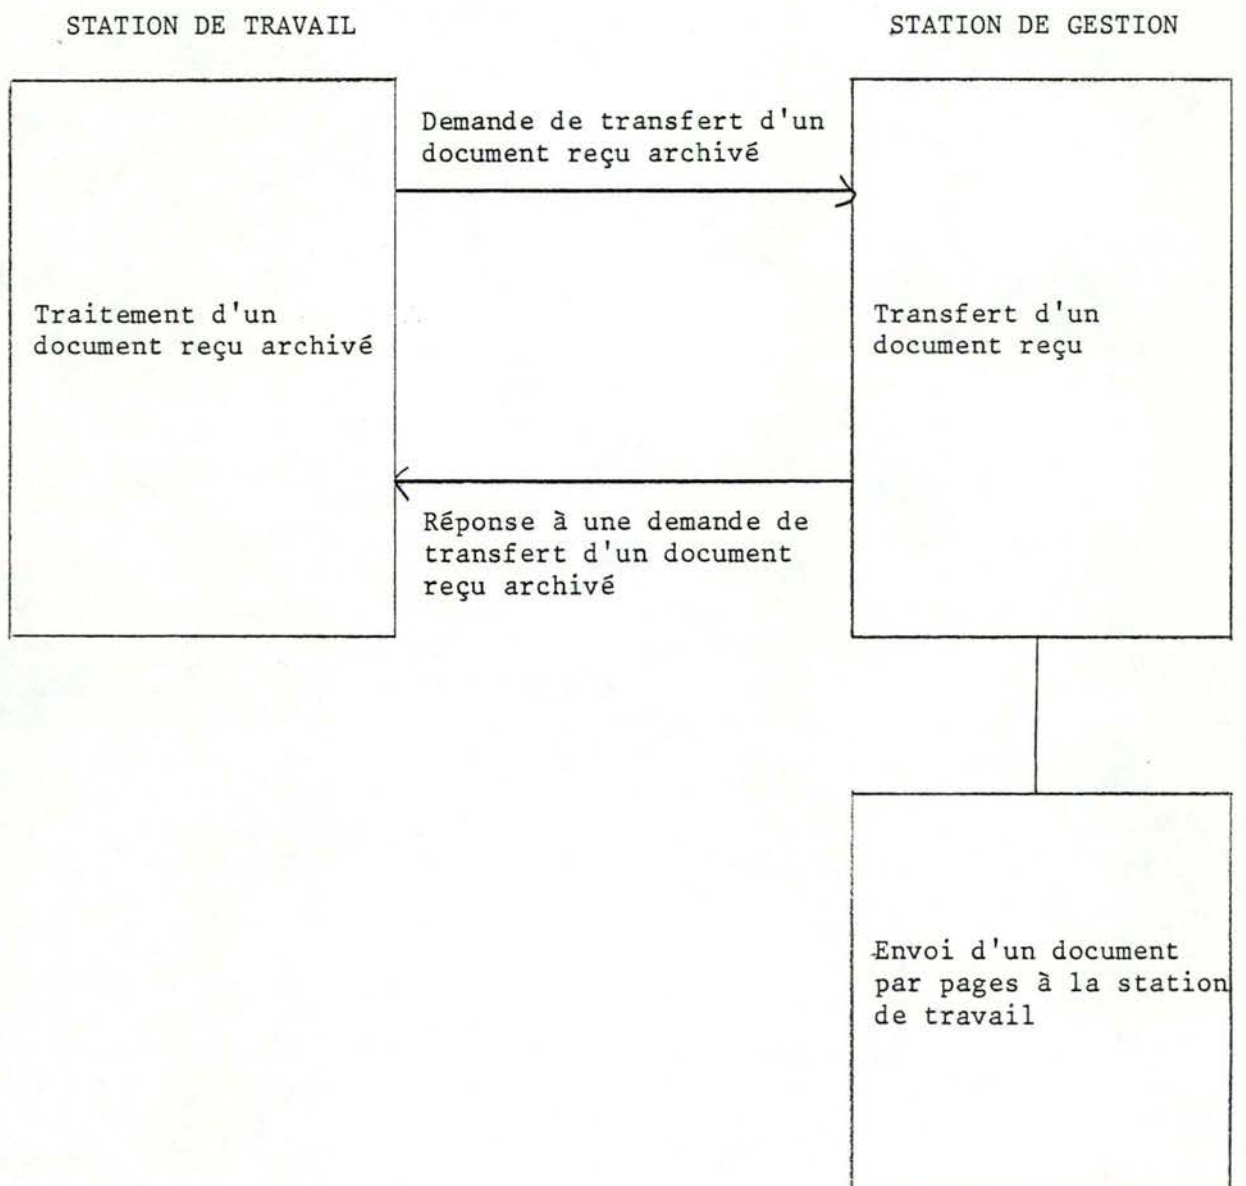 STATION DE TRAVAIL
STATION DE GESTION
Demande de transfert d'un
document reçu archivé
Traitement d'un
document reçu archivé
Transfert d'un
document reçu
Réponse à une demande de
transfert d'un document
reçu archivé
Envoi d'un document
par pages à la station
de travail